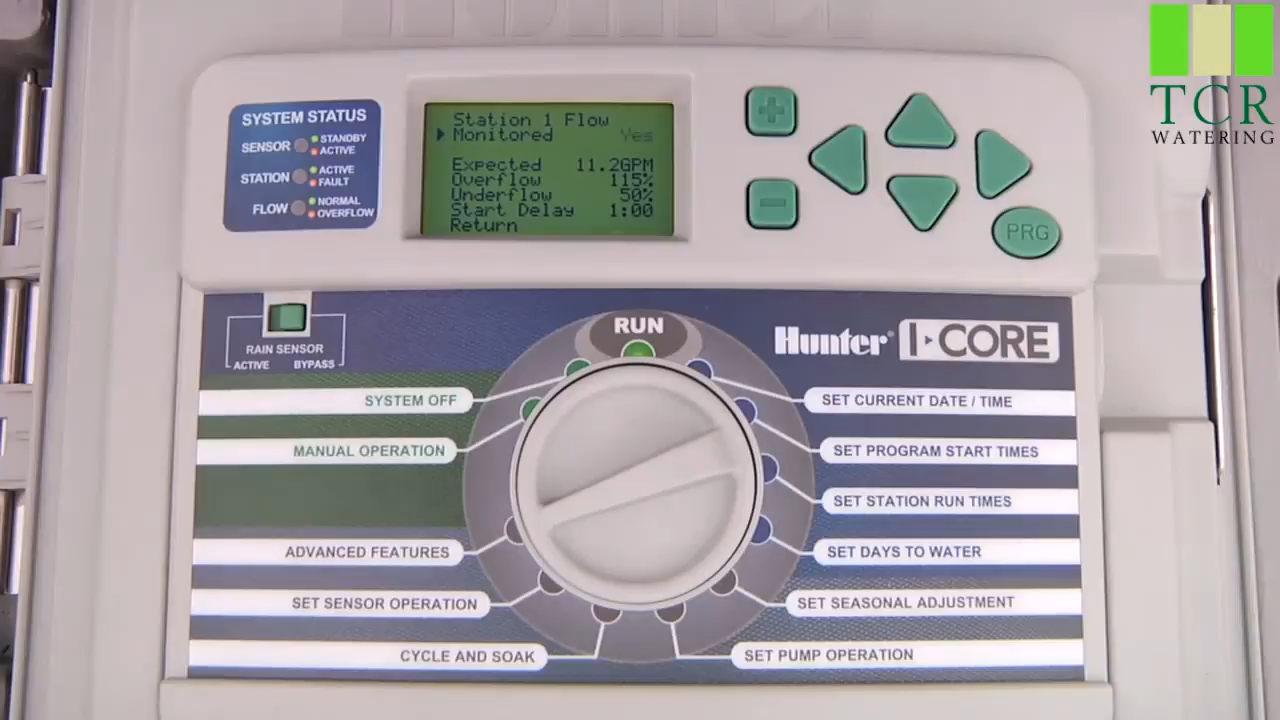 TCR
WATERING
SYSTEM STATUS
SENSOR
STANDBY
ACTIVE
STATION
ACTIVE
FAULT
FLOW
NORMAL
OVERFLOW
Station 1 Flow
Monitored Yes
Expected 11.2GPM
Overflow 115%
Underflow 50%
Start Delay 1:00
Return
PRG
RAIN SENSOR
ACTIVE BYPASS
RUN
Hunter® I-CORE
SYSTEM OFF
MANUAL OPERATION
ADVANCED FEATURES
SET SENSOR OPERATION
CYCLE AND SOAK
SET CURRENT DATE / TIME
SET PROGRAM START TIMES
SET STATION RUN TIMES
SET DAYS TO WATER
SET SEASONAL ADJUSTMENT
SET PUMP OPERATION